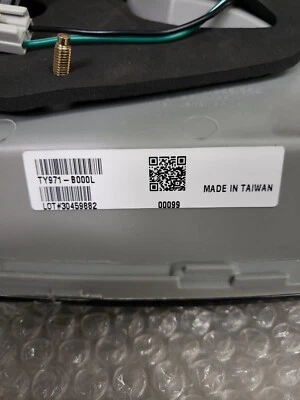 TY971-B000L
LOT#30459882
00099
MADE IN TAIWAN